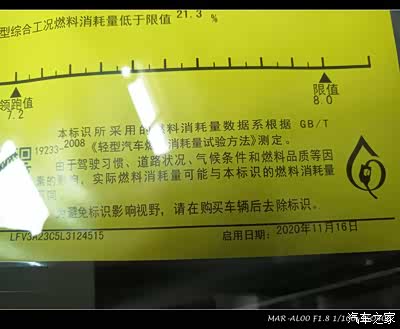 型综合工况燃料消耗量低于限值 21.3 %
领跑值
7.2
限值
8.0
本标识所采用的燃料消耗量数据系根据 GB/T
19233-2008 《轻型汽车燃料消耗量试验方法》测定。
由于驾驶习惯、道路状况、气候条件和燃料品质等因
素的影响，实际燃料消耗量可能与本标识的燃料消耗量
不同
为避免标识影响视野，请在购买车辆后去除标识。
LFV3A23C5L3124515
启用日期：2020年11月16日
MAR-AL00 F1.8 1/10
汽车之家